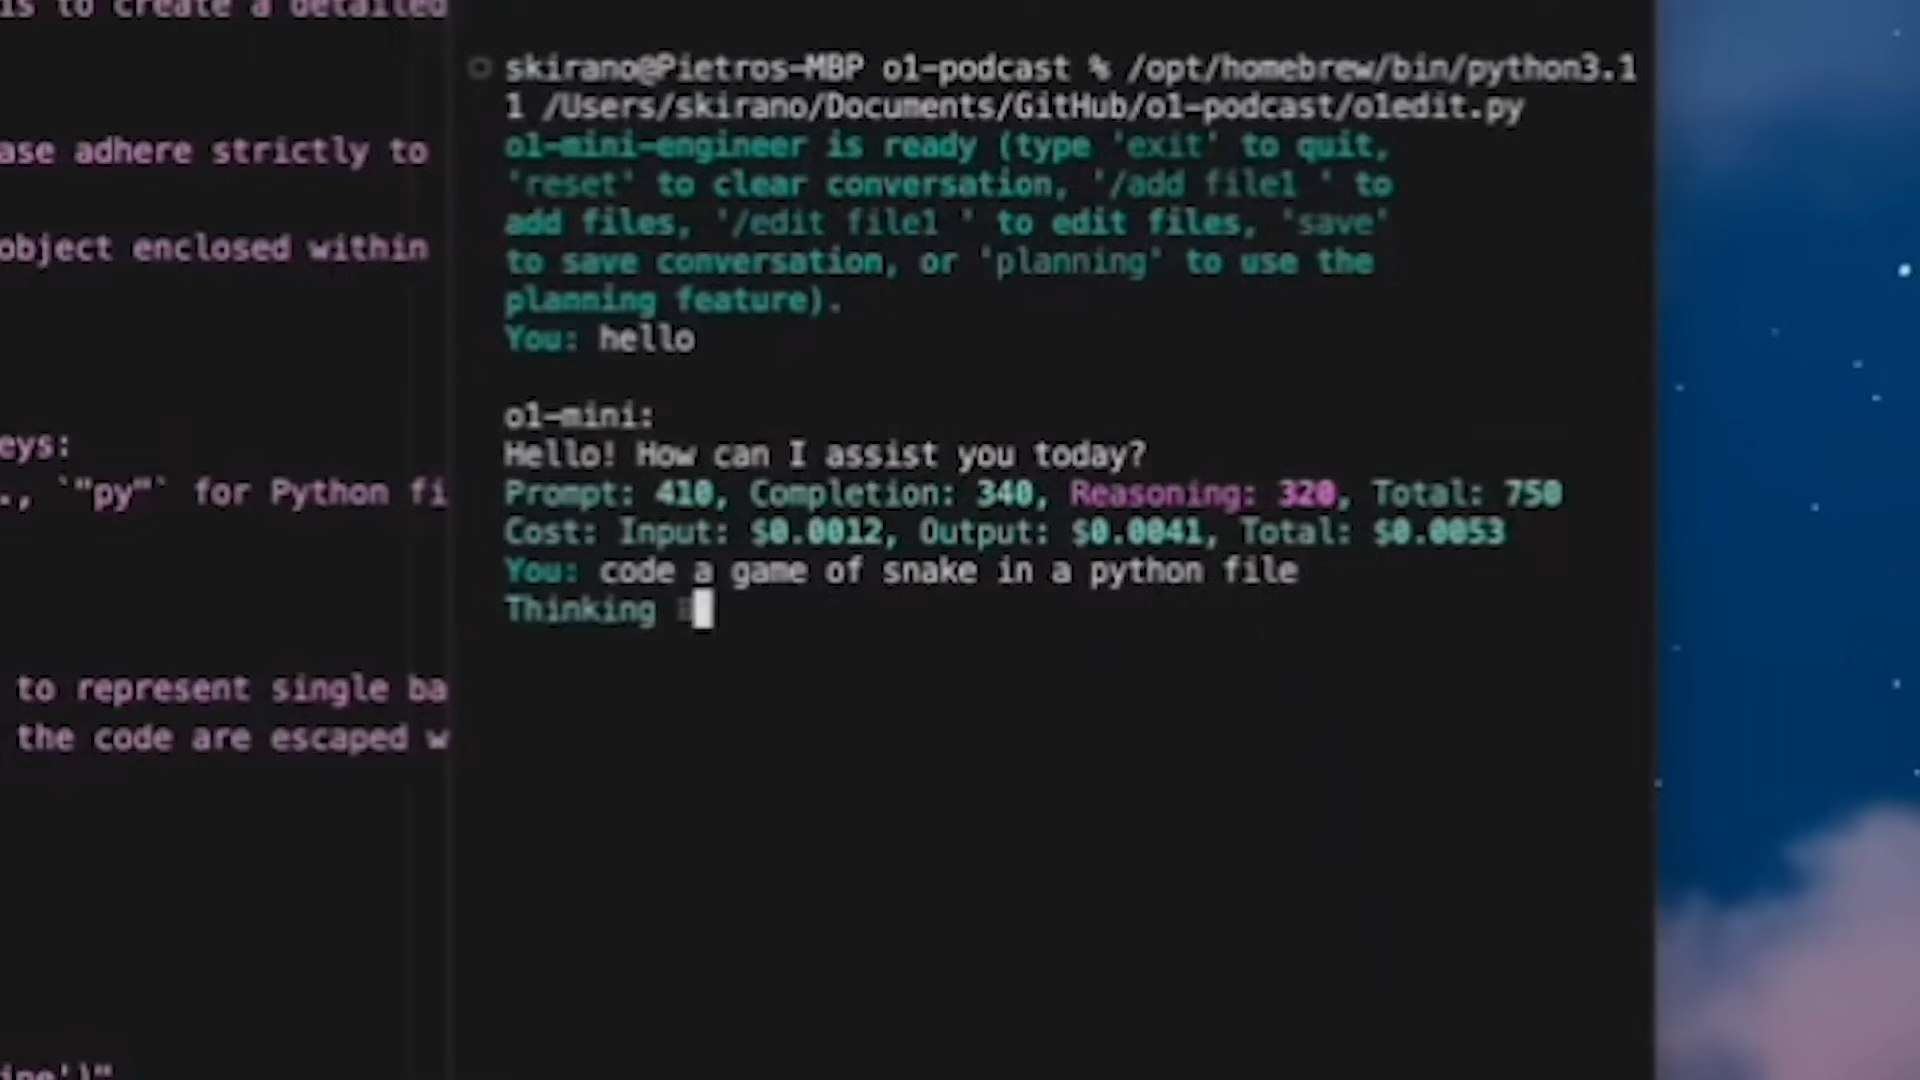 is to create a detailed
ase adhere strictly to
object enclosed within
eys:
., `"py"` for Python fi
to represent single ba
the code are escaped w
skirano@Pietros-MBP o1-podcast % /opt/homebrew/bin/python3.1
1 /Users/skirano/Documents/GitHub/o1-podcast/o1edit.py
o1-mini-engineer is ready (type 'exit' to quit,
'reset' to clear conversation, '/add file1 ' to
add files, '/edit file1 ' to edit files, 'save'
to save conversation, or 'planning' to use the
planning feature).
You: hello
o1-mini:
Hello! How can I assist you today?
Prompt: 410, Completion: 340, Reasoning: 320, Total: 750
Cost: Input: $0.0012, Output: $0.0041, Total: $0.0053
You: code a game of snake in a python file
Thinking